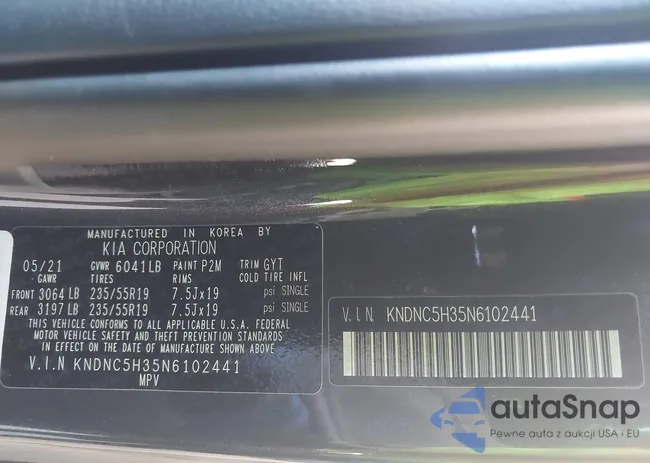 MANUFACTURED IN KOREA BY
KIA CORPORATION
05/21 GVWR 6041LB PAINT P2M TRIM GYT
GAWR TIRES RIMS COLD TIRE INFL
FRONT 3064 LB 235/55R19 7.5Jx19 psi SINGLE
REAR 3197 LB 235/55R19 7.5Jx19 psi SINGLE
THIS VEHICLE CONFORMS TO ALL APPLICABLE U.S.A. FEDERAL
MOTOR VEHICLE SAFETY AND THEFT PREVENTION STANDARDS
IN EFFECT ON THE DATE OF MANUFACTURE SHOWN ABOVE
V.I.N KNDNC5H35N6102441
MPV
V.I.N. KNDNC5H35N6102441
autaSnap
Pewne auta z aukcji USA i EU